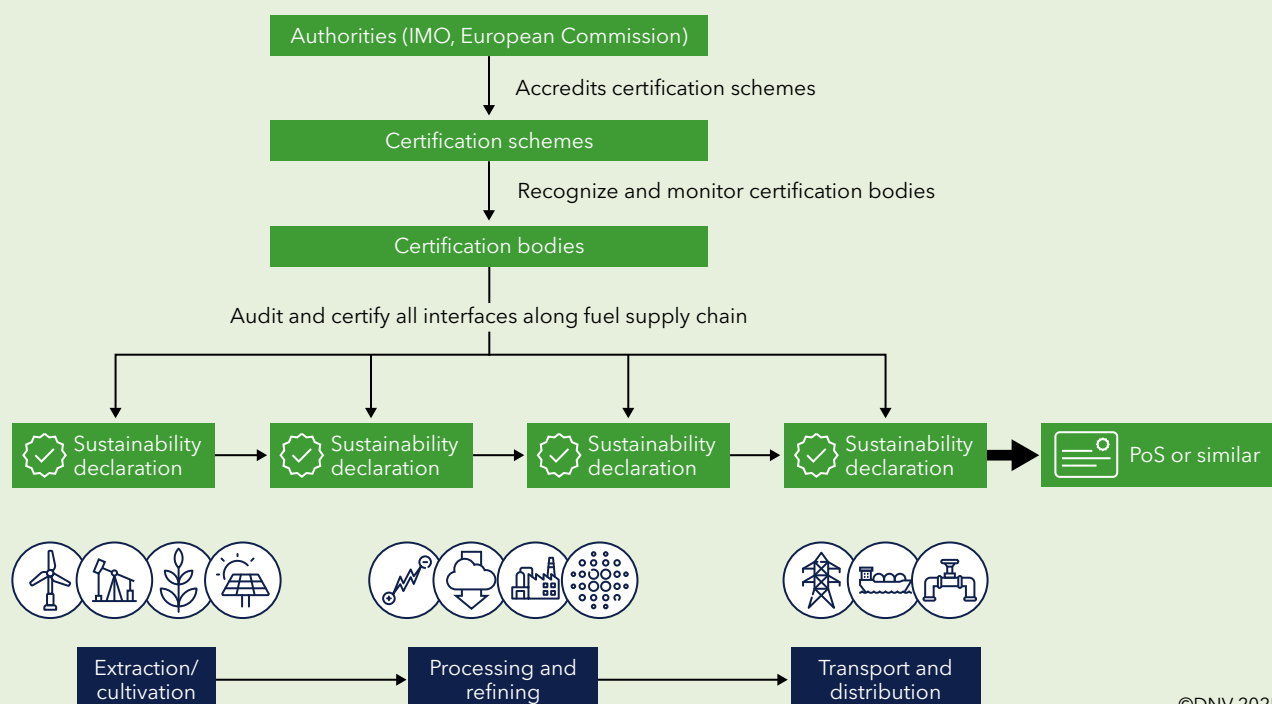 Authorities (IMO, European Commission)
Accredits certification schemes
Certification schemes
Recognize and monitor certification bodies
Certification bodies
Audit and certify all interfaces along fuel supply chain
Sustainability
declaration
Sustainability
declaration
Sustainability
declaration
Sustainability
declaration
PoS or similar
Extraction/
cultivation
Processing and
refining
Transport and
distribution
©DNV